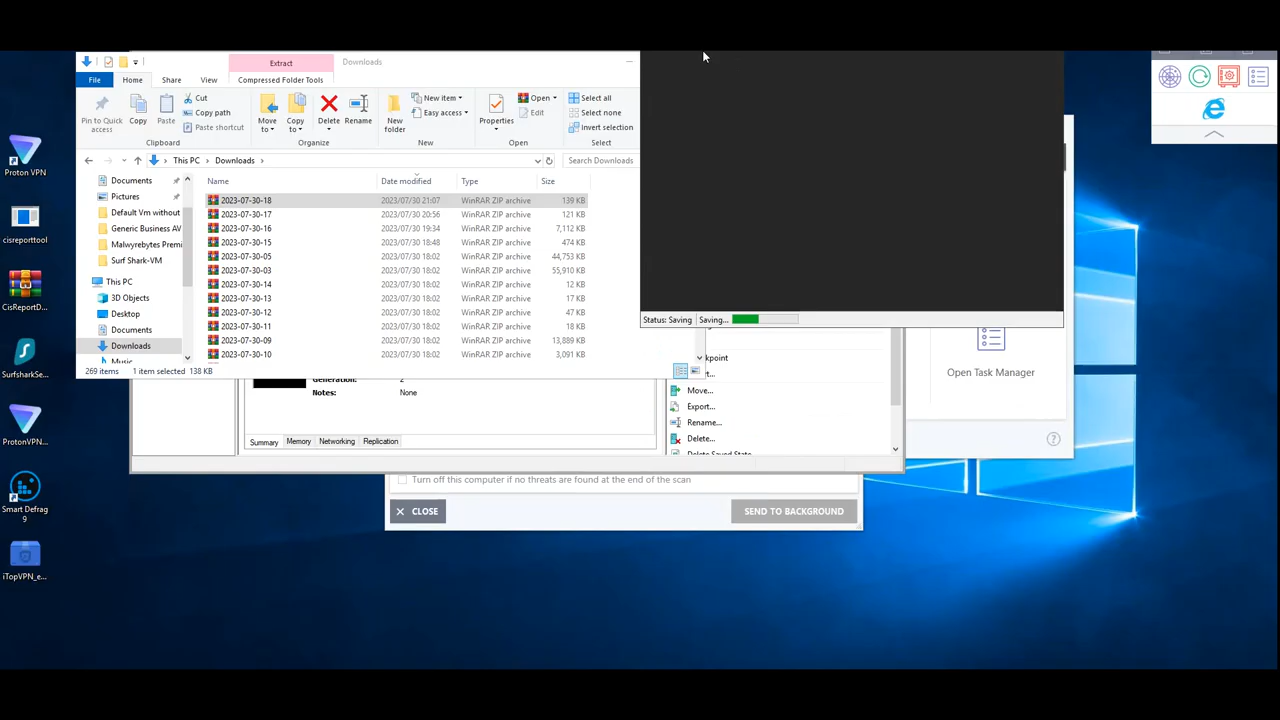 Extract
Downloads
File
Home
Share
View
Compressed Folder Tools
Pin to Quick access
Copy
Paste
Cut
Copy path
Paste shortcut
Move to
Copy to
Delete
Rename
New folder
New item
Easy access
Properties
Open
Edit
Select all
Select none
Invert selection
Clipboard
Organize
New
Open
Select
This PC
Downloads
Search Downloads
Documents
Pictures
Default Vm without
Generic Business AV
Malwyrebytes Premi
Surf Shark-VM
This PC
3D Objects
Desktop
Documents
Downloads
Music
Name Date modified Type Size
2023-07-30-18 2023/07/30 21:07 WinRAR ZIP archive 139 KB
2023-07-30-17 2023/07/30 20:56 WinRAR ZIP archive 121 KB
2023-07-30-16 2023/07/30 19:34 WinRAR ZIP archive 7,112 KB
2023-07-30-15 2023/07/30 18:48 WinRAR ZIP archive 474 KB
2023-07-30-05 2023/07/30 18:02 WinRAR ZIP archive 44,753 KB
2023-07-30-03 2023/07/30 18:02 WinRAR ZIP archive 55,910 KB
2023-07-30-14 2023/07/30 18:02 WinRAR ZIP archive 12 KB
2023-07-30-13 2023/07/30 18:02 WinRAR ZIP archive 17 KB
2023-07-30-12 2023/07/30 18:02 WinRAR ZIP archive 47 KB
2023-07-30-11 2023/07/30 18:02 WinRAR ZIP archive 18 KB
2023-07-30-09 2023/07/30 18:02 WinRAR ZIP archive 13,889 KB
2023-07-30-10 2023/07/30 18:02 WinRAR ZIP archive 3,091 KB
269 items 1 item selected 138 KB
Status: Saving Saving...
kpoint
Move...
Export...
Rename...
Delete...
Generation: 2
Notes: None
Summary Memory Networking Replication
Open Task Manager
Turn off this computer if no threats are found at the end of the scan
CLOSE
SEND TO BACKGROUND
Proton VPN
cisreporttool
CisReportD...
SurfsharkSe...
ProtonVPN...
Smart Defrag 9
iTopVPN_e...